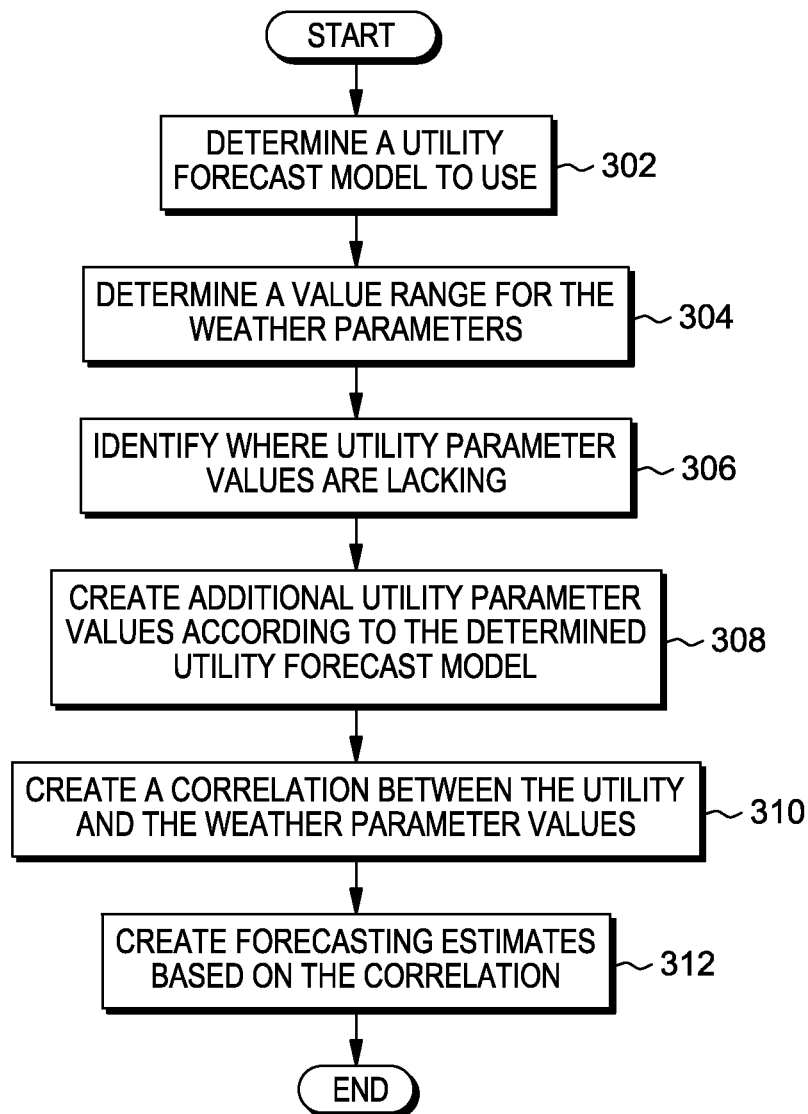 START
DETERMINE A UTILITY
FORECAST MODEL TO USE
302
DETERMINE A VALUE RANGE FOR THE
WEATHER PARAMETERS
304
IDENTIFY WHERE UTILITY PARAMETER
VALUES ARE LACKING
306
CREATE ADDITIONAL UTILITY PARAMETER
VALUES ACCORDING TO THE DETERMINED
UTILITY FORECAST MODEL
308
CREATE A CORRELATION BETWEEN THE UTILITY
AND THE WEATHER PARAMETER VALUES
310
CREATE FORECASTING ESTIMATES
BASED ON THE CORRELATION
312
END